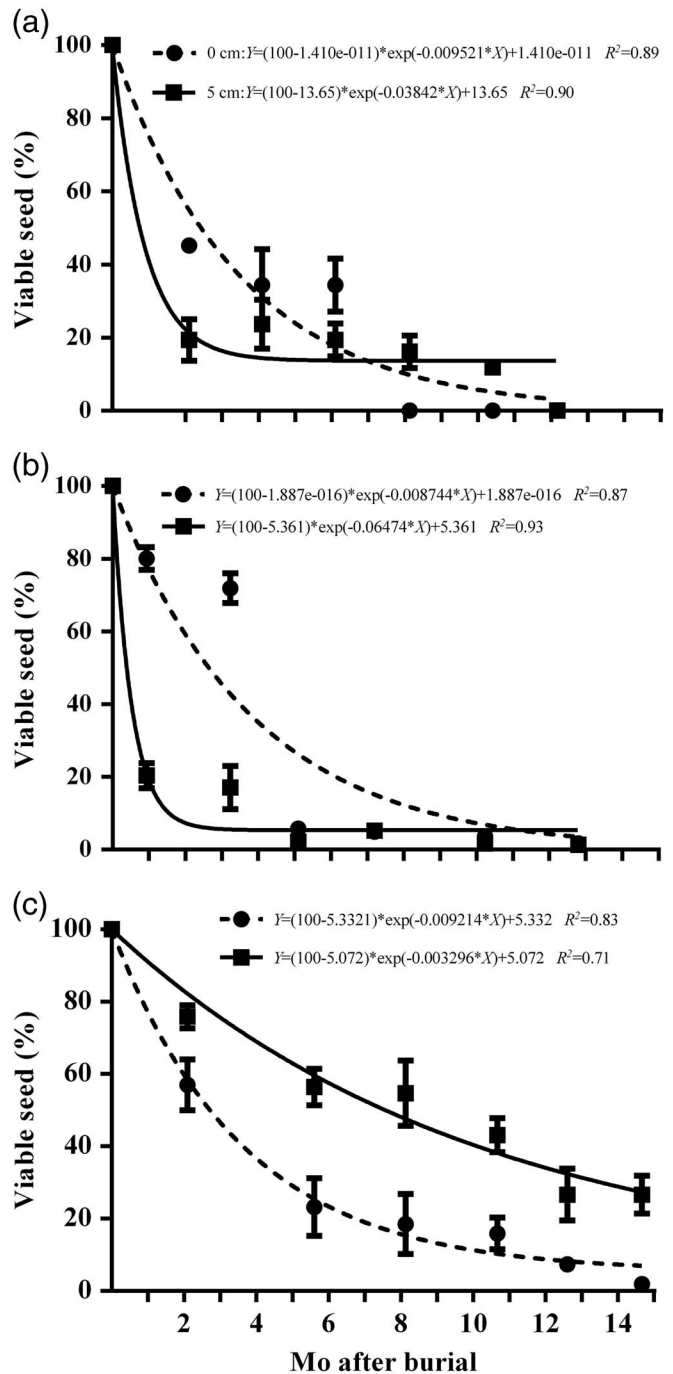 (a)
0 cm:Y=(100-1.410e-011)*exp(-0.009521*X)+1.410e-011 R²=0.89
5 cm:Y=(100-13.65)*exp(-0.03842*X)+13.65 R²=0.90
100
80
60
40
20
0
Viable seed (%)
(b)
Y=(100-1.887e-016)*exp(-0.008744*X)+1.887e-016 R²=0.87
Y=(100-5.361)*exp(-0.06474*X)+5.361 R²=0.93
100
80
60
40
20
0
Viable seed (%)
(c)
Y=(100-5.3321)*exp(-0.009214*X)+5.332 R²=0.83
Y=(100-5.072)*exp(-0.003296*X)+5.072 R²=0.71
100
80
60
40
20
0
Viable seed (%)
2 4 6 8 10 12 14
Mo after burial